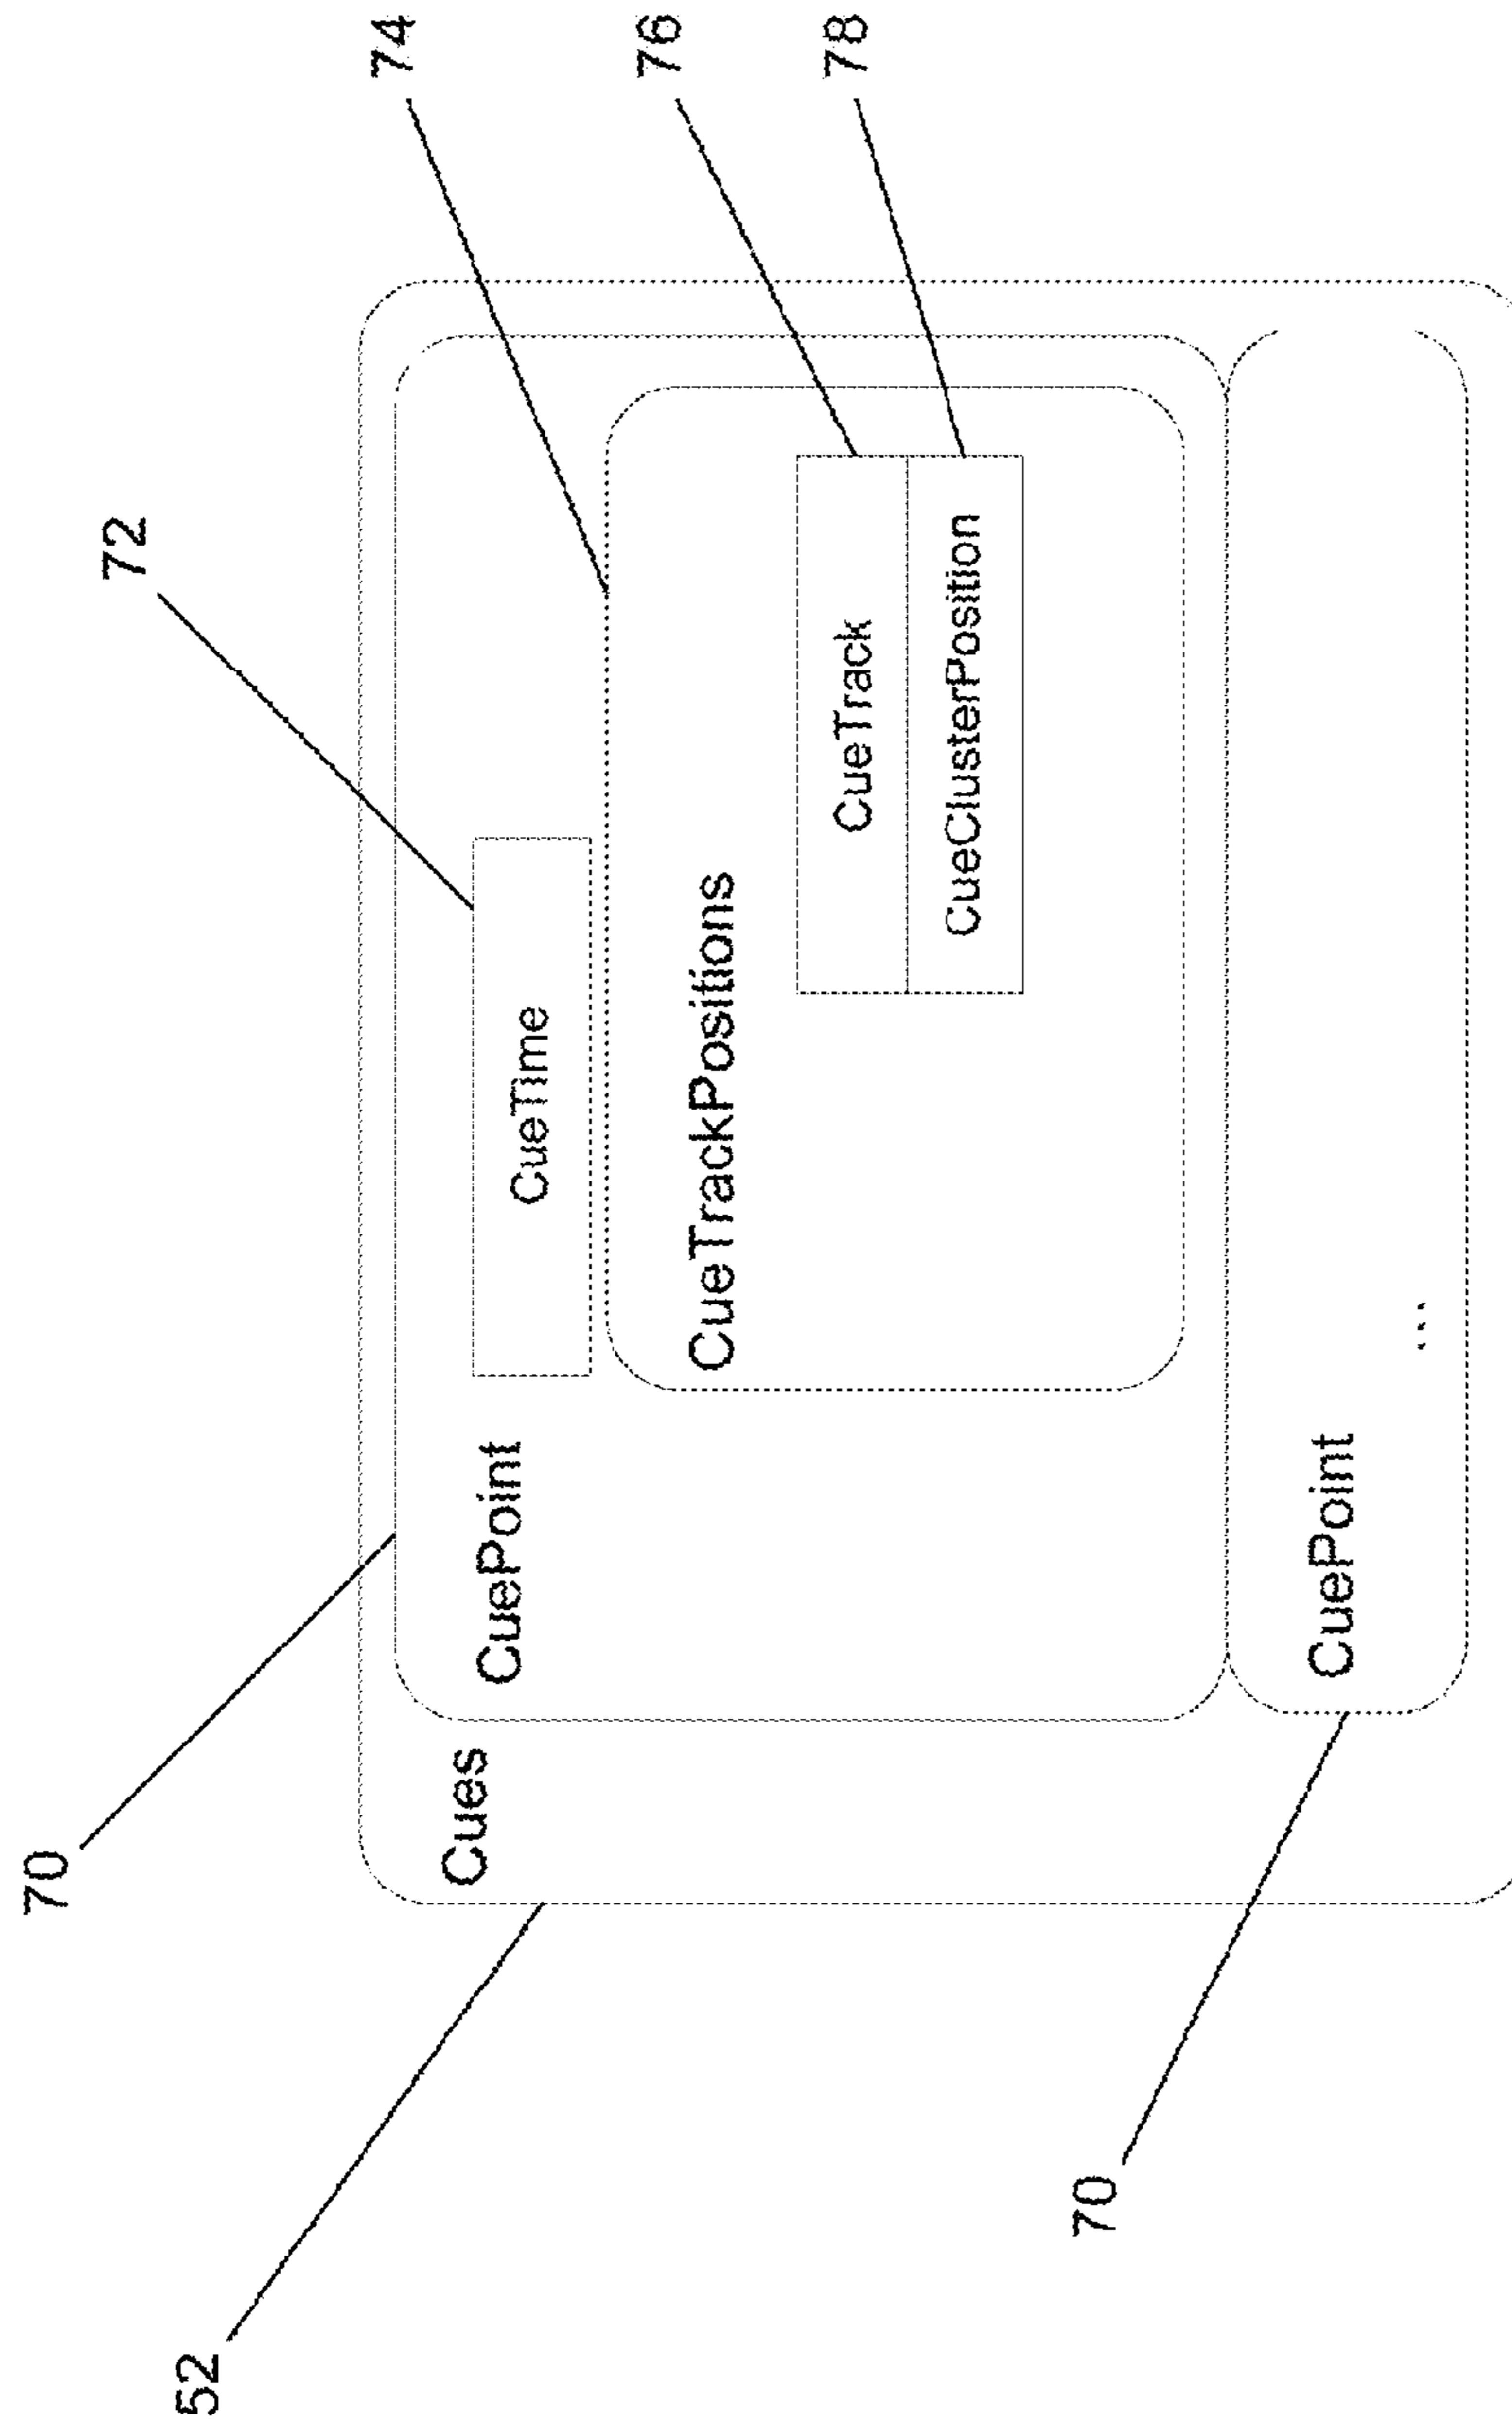 70
72
52
74
Cues
CuePoint
CueTime
76
CueTrackPositions
78
CueTrack
CueClusterPosition
70
CuePoint
...